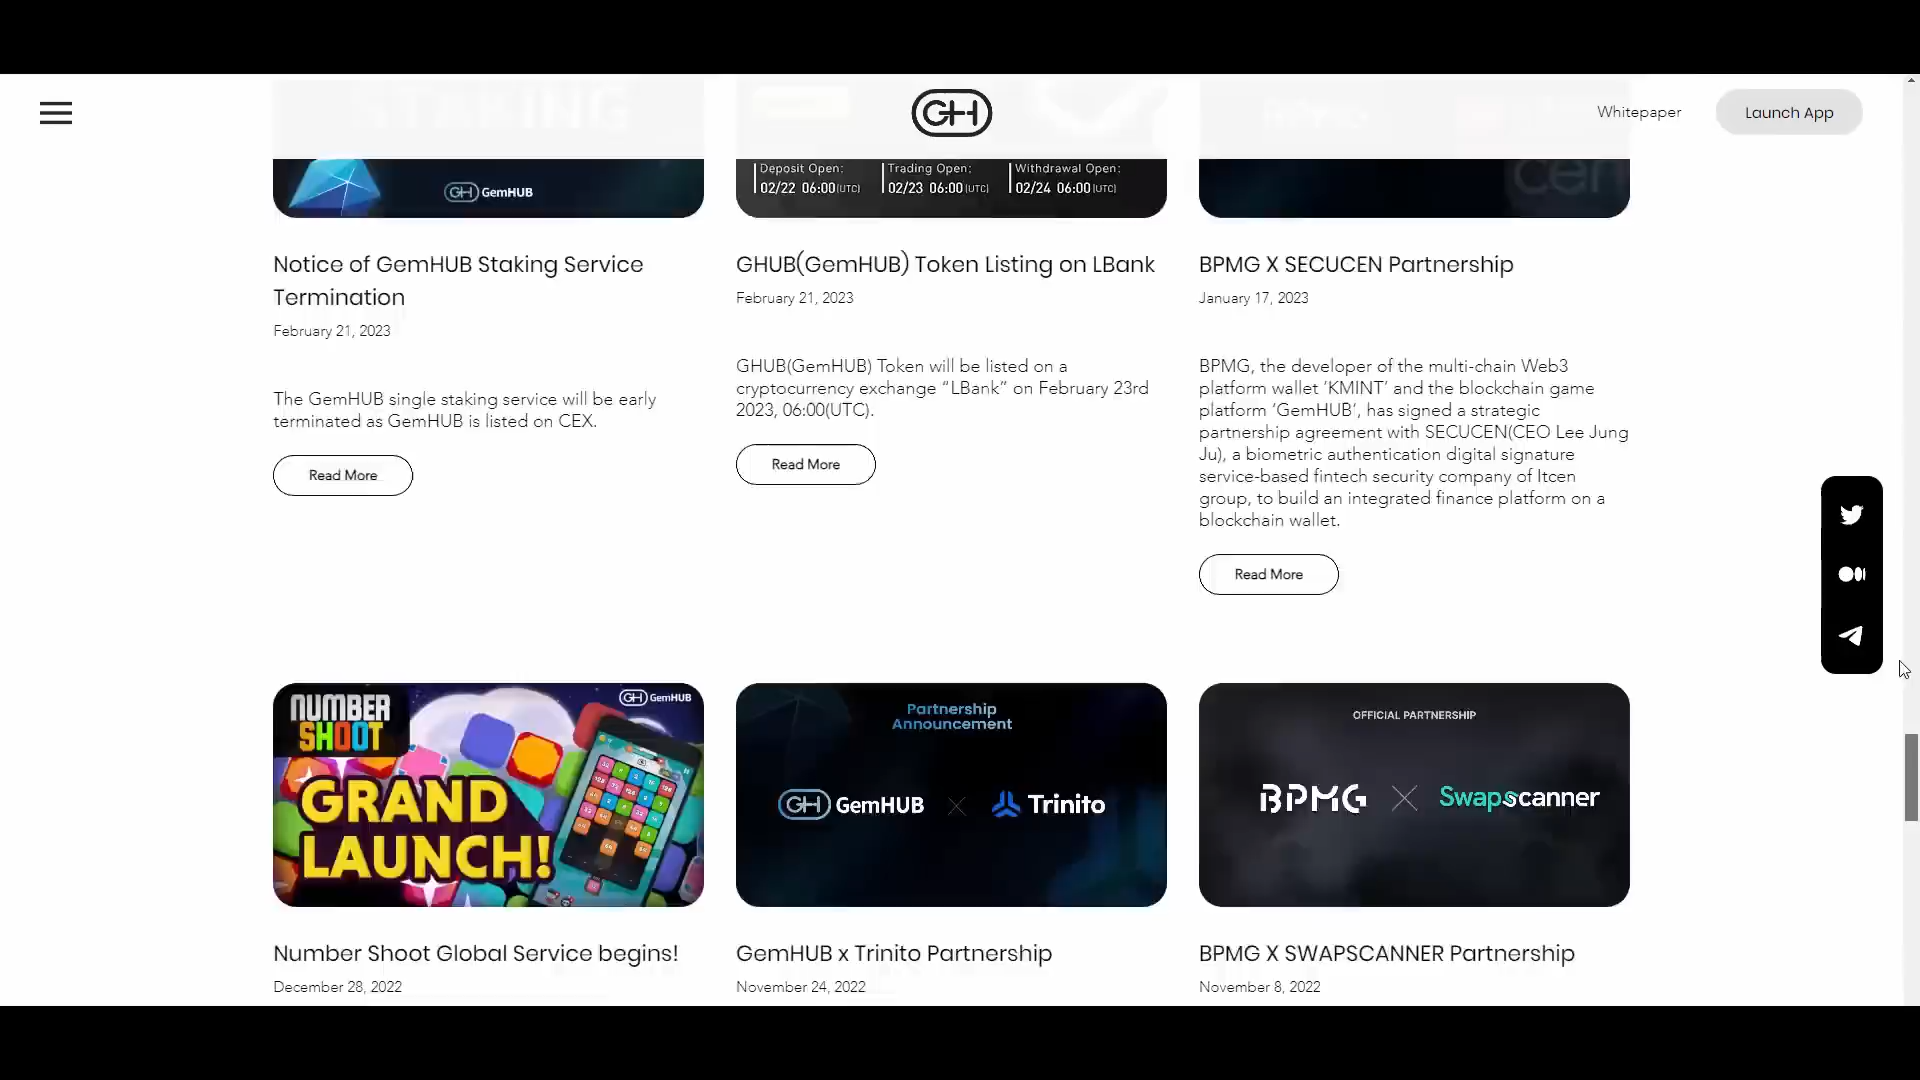 STAKING
GH
Whitepaper
Launch App
GH GemHUB
Deposit Open:
02/22 06:00(UTC)
Trading Open:
02/23 06:00(UTC)
Withdrawal Open:
02/24 06:00(UTC)
Notice of GemHUB Staking Service
Termination
February 21, 2023
The GemHUB single staking service will be early
terminated as GemHUB is listed on CEX.
Read More
GHUB(GemHUB) Token Listing on LBank
February 21, 2023
GHUB(GemHUB) Token will be listed on a
cryptocurrency exchange “LBank” on February 23rd
2023, 06:00(UTC).
Read More
BPMG X SECUCEN Partnership
January 17, 2023
BPMG, the developer of the multi-chain Web3
platform wallet ‘KMINT’ and the blockchain game
platform ‘GemHUB’, has signed a strategic
partnership agreement with SECUCEN(CEO Lee Jung
Ju), a biometric authentication digital signature
service-based fintech security company of Itcen
group, to build an integrated finance platform on a
blockchain wallet.
Read More
NUMBER
SHOOT
GH GemHUB
GRAND
LAUNCH!
Number Shoot Global Service begins!
December 28, 2022
Partnership
Announcement
GH GemHUB X Trinito
GemHUB x Trinito Partnership
November 24, 2022
OFFICIAL PARTNERSHIP
BPMG X Swapscanner
BPMG X SWAPSCANNER Partnership
November 8, 2022